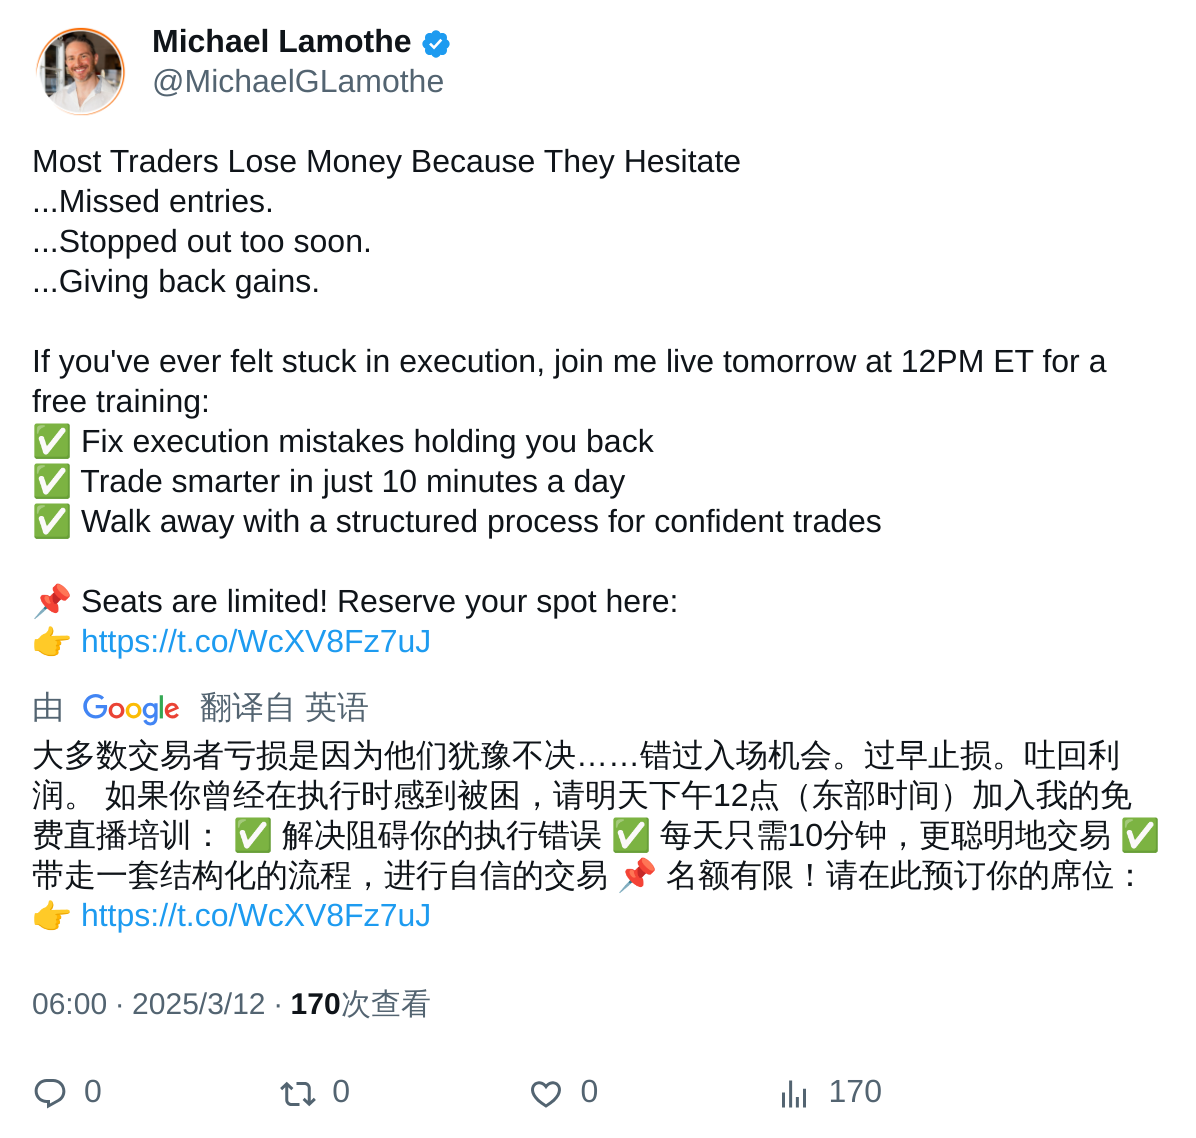 Michael Lamothe
@MichaelGLamothe
Most Traders Lose Money Because They Hesitate
...Missed entries.
...Stopped out too soon.
...Giving back gains.
If you've ever felt stuck in execution, join me live tomorrow at 12PM ET for a
free training:
✅ Fix execution mistakes holding you back
✅ Trade smarter in just 10 minutes a day
✅ Walk away with a structured process for confident trades
📌 Seats are limited! Reserve your spot here:
👉 https://t.co/WcXV8Fz7uJ
由 Google 翻译自 英语
大多数交易者亏损是因为他们犹豫不决……错过入场机会。过早止损。吐回利
润。 如果你曾经在执行时感到被困，请明天下午12点（东部时间）加入我的免
费直播培训： ✅ 解决阻碍你的执行错误 ✅ 每天只需10分钟，更聪明地交易 ✅
带走一套结构化的流程，进行自信的交易 📌 名额有限！请在此预订你的席位：
👉 https://t.co/WcXV8Fz7uJ
06:00 · 2025/3/12 · 170次查看
0 0 0 170